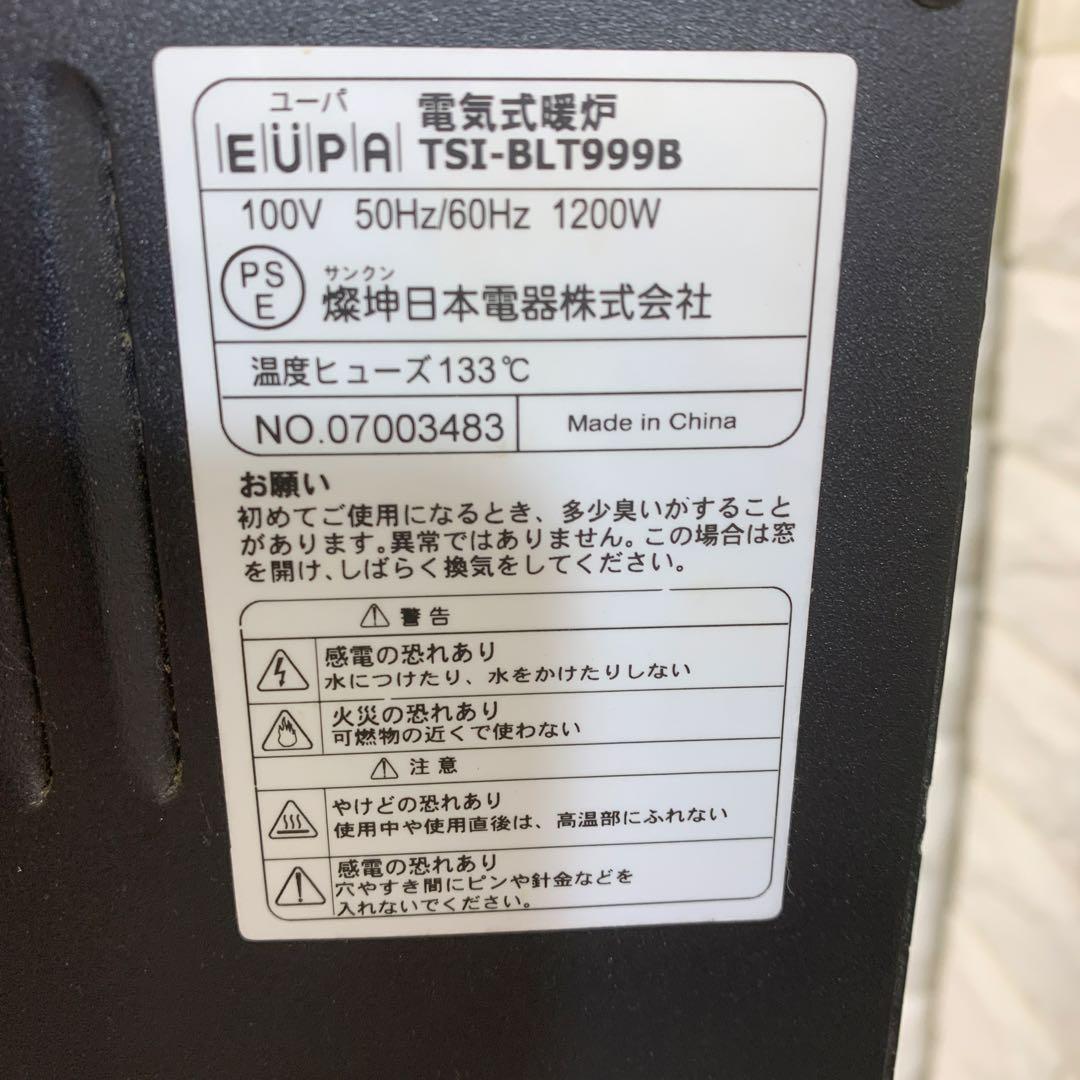 ユーパ
EUPA 電気式暖炉
TSI-BLT999B
100V 50Hz/60Hz 1200W
PS
E
サンクン
燦坤日本電器株式会社
温度ヒューズ133℃
NO.07003483 Made in China
お願い
初めてご使用になるとき、多少臭いがすること
があります。異常ではありません。この場合は窓
を開け、しばらく換気をしてください。
警告
感電の恐れあり
水につけたり、水をかけたりしない
火災の恐れあり
可燃物の近くで使わない
注意
やけどの恐れあり
使用中や使用直後は、高温部にふれない
感電の恐れあり
穴やすき間にピンや針金などを
入れないでください。